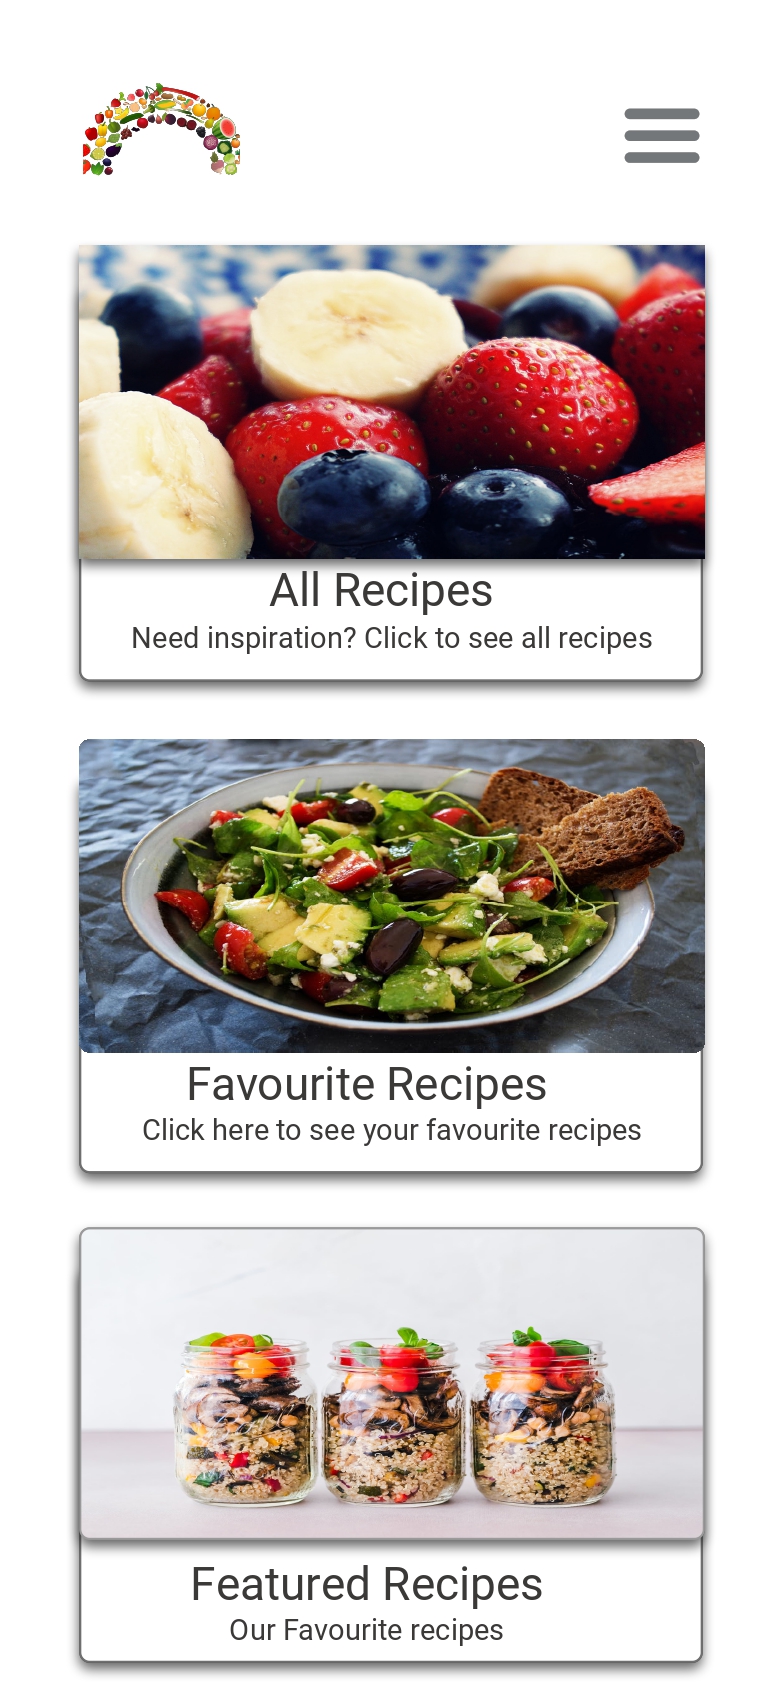 All Recipes
Need inspiration? Click to see all recipes
Favourite Recipes
Click here to see your favourite recipes
Featured Recipes
Our Favourite recipes